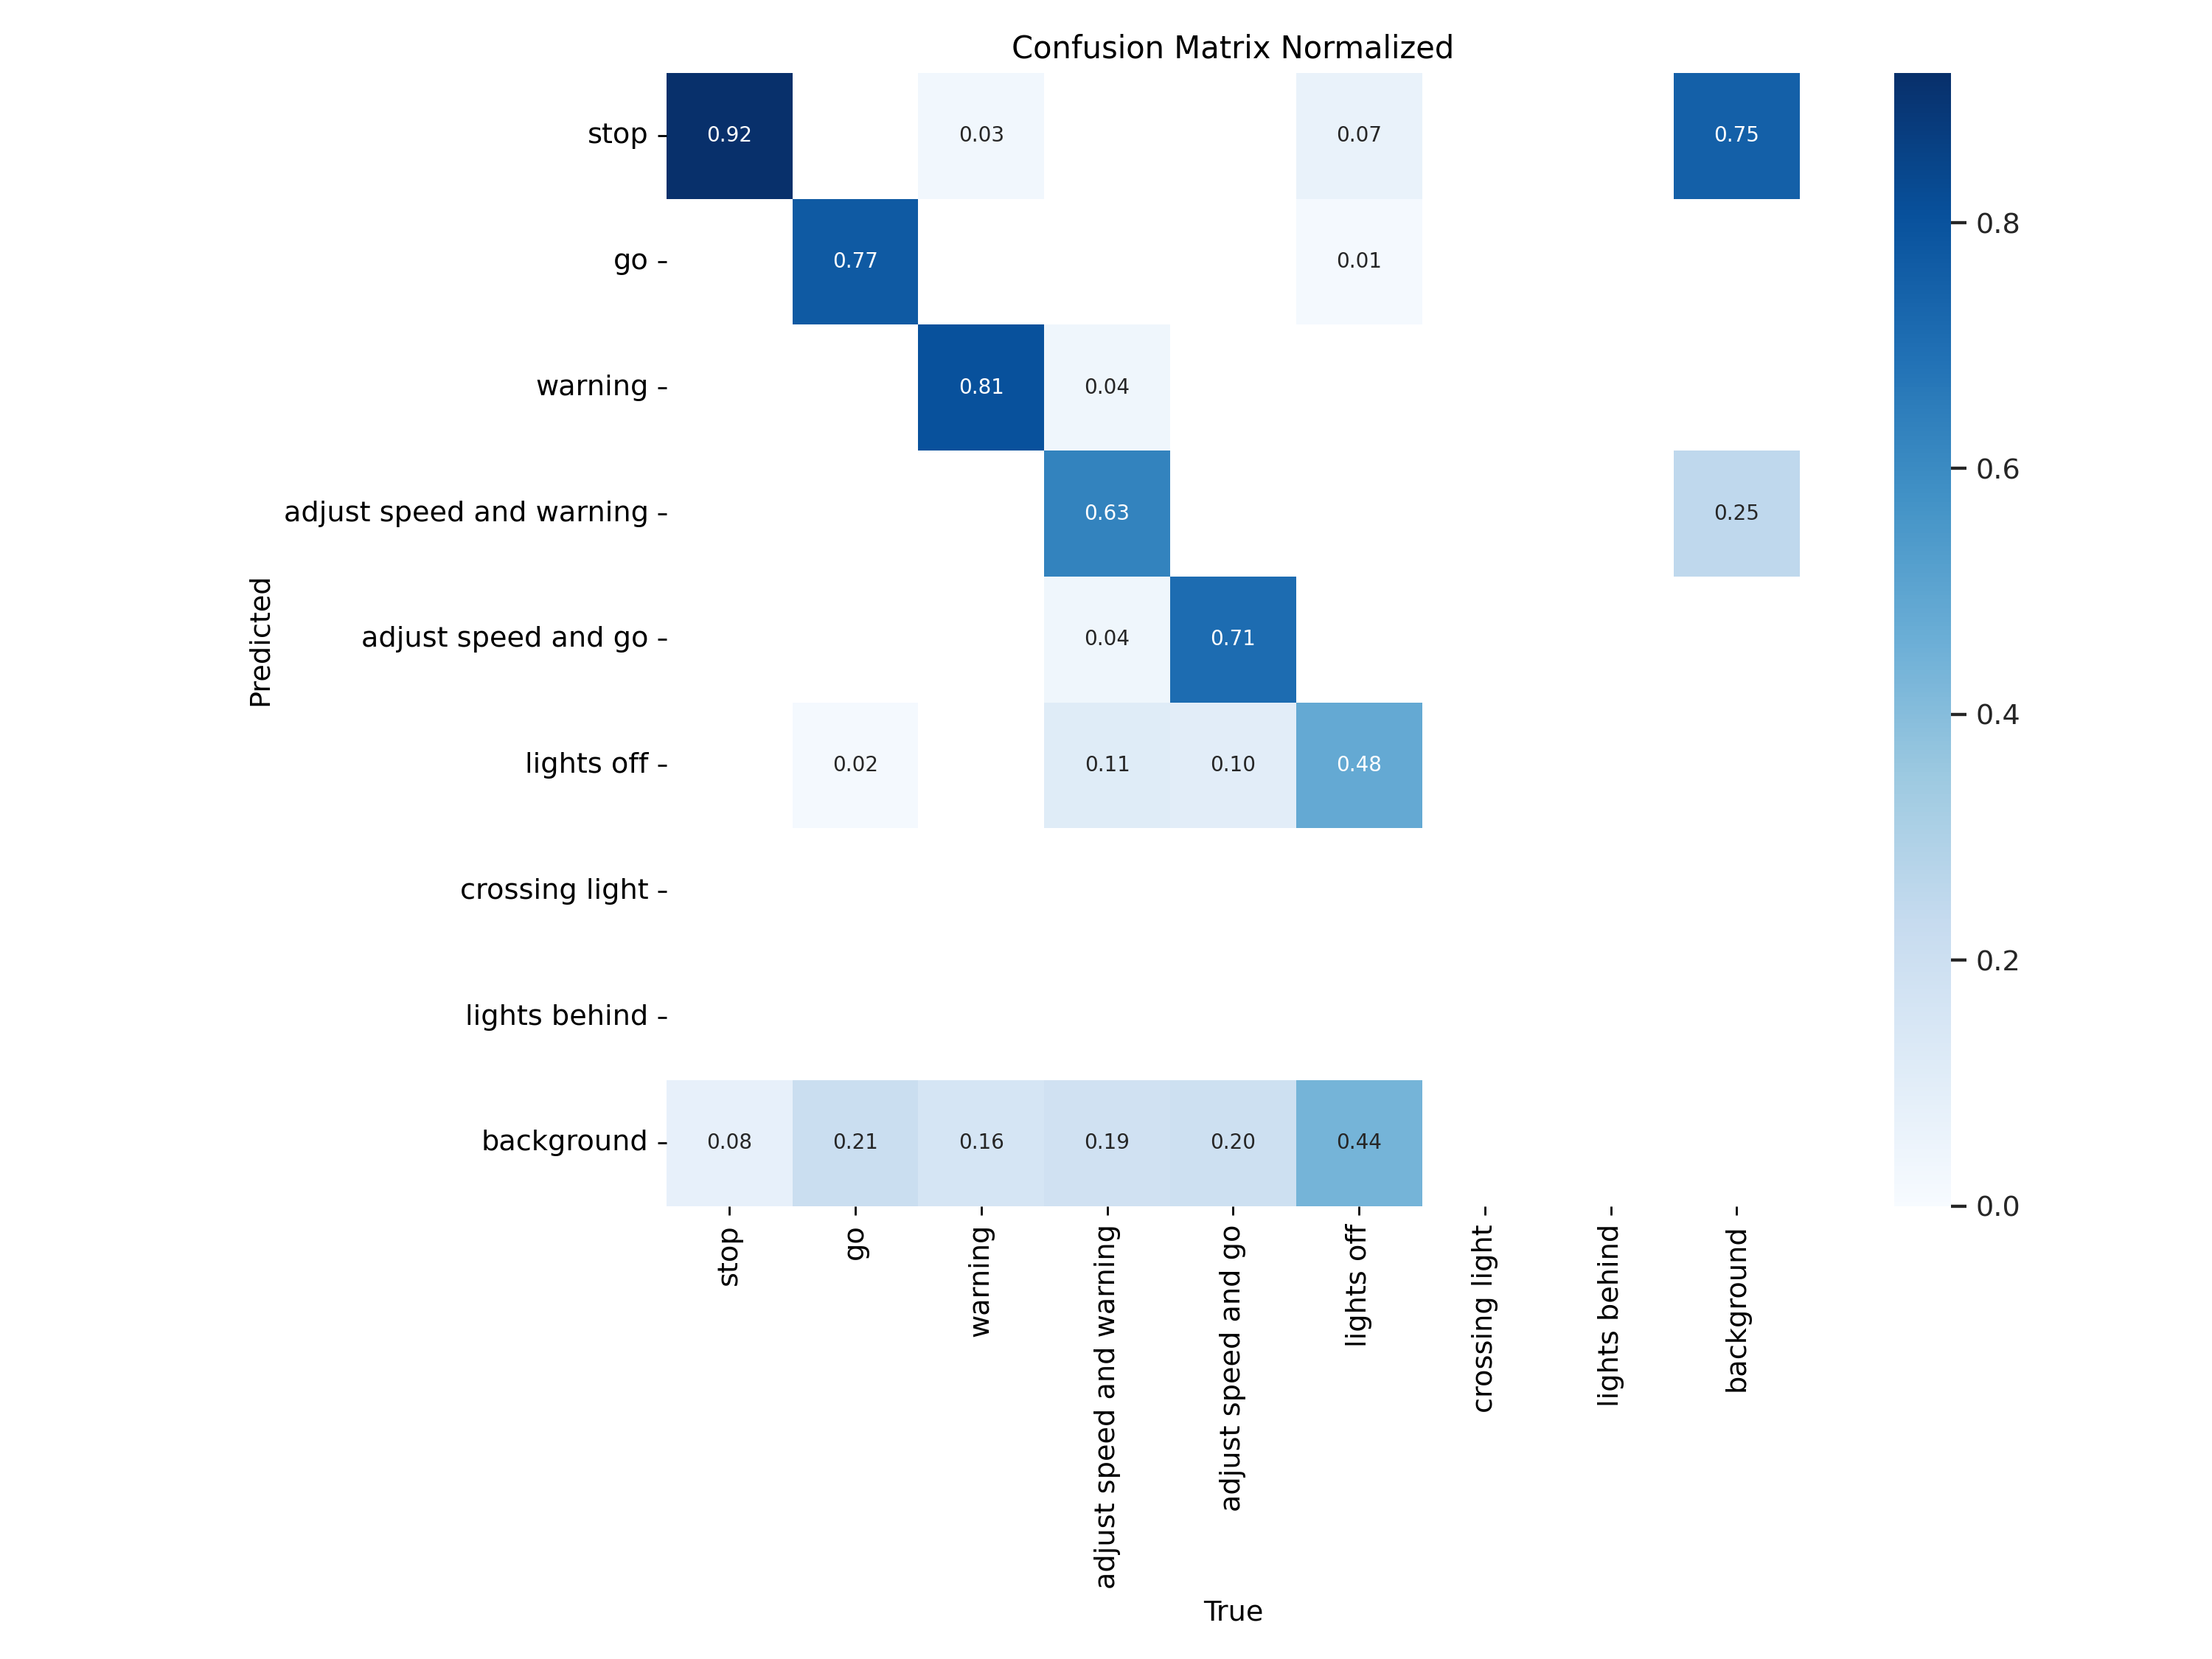 Confusion Matrix Normalized
stop 0.92 0.03 0.07 0.75
go 0.77 0.01
warning 0.81 0.04
adjust speed and warning 0.63 0.25
adjust speed and go 0.04 0.71
lights off 0.02 0.11 0.10 0.48
crossing light
lights behind
background 0.08 0.21 0.16 0.19 0.20 0.44
Predicted
stop
go
warning
adjust speed and warning
adjust speed and go
lights off
crossing light
lights behind
background
True
0.8
0.6
0.4
0.2
0.0